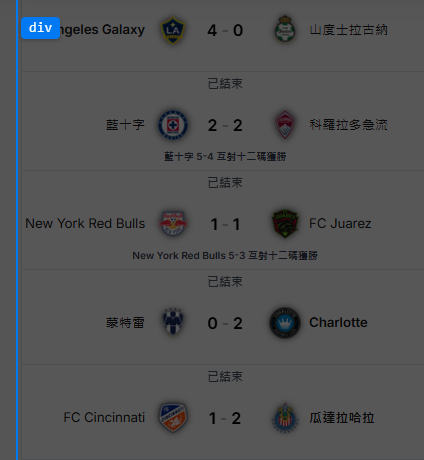 div
ngeles Galaxy 4 - 0 山度士拉古納
已結束
藍十字 2 - 2 科羅拉多急流
藍十字 5-4 互射十二碼獲勝
已結束
New York Red Bulls 1 - 1 FC Juarez
New York Red Bulls 5-3 互射十二碼獲勝
已結束
蒙特雷 0 - 2 Charlotte
已結束
FC Cincinnati 1 - 2 瓜達拉哈拉